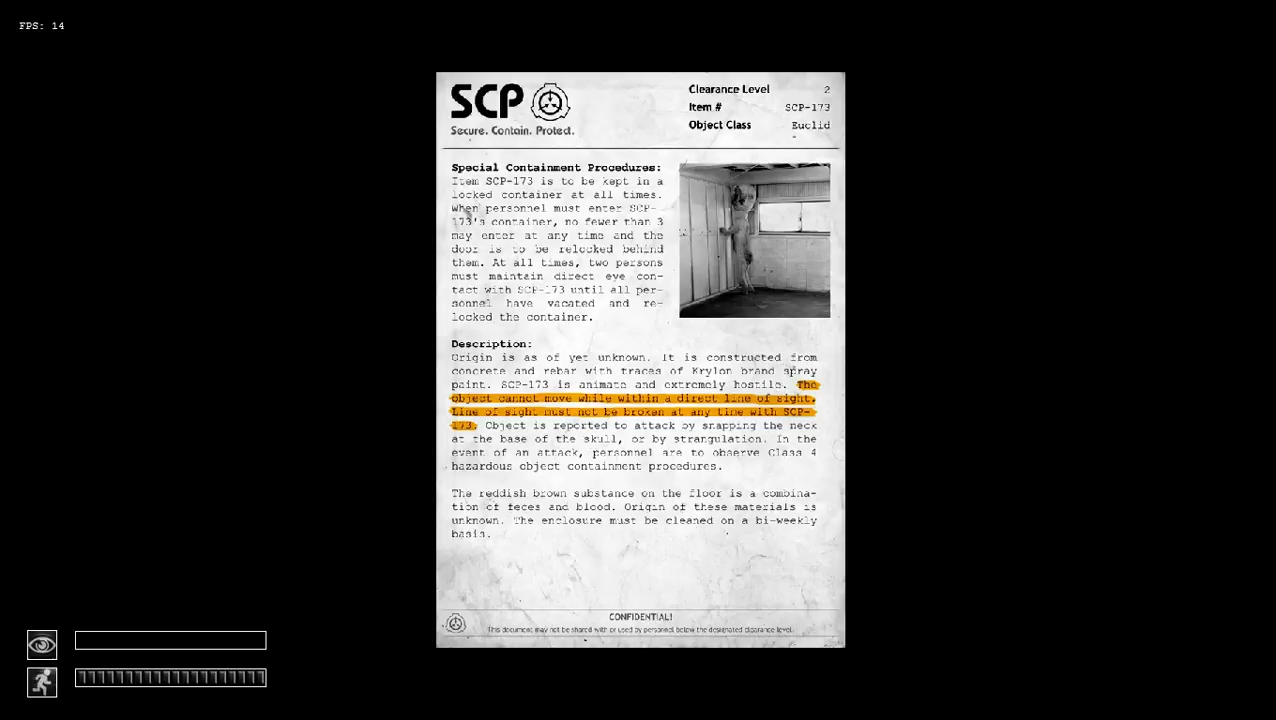 FPS: 14
SCP
Secure. Contain. Protect.
Clearance Level 2
Item # SCP-173
Object Class Euclid
Special Containment Procedures:
Item SCP-173 is to be kept in a
locked container at all times.
When personnel must enter SCP-
173's container, no fewer than 3
may enter at any time and the
door is to be relocked behind
them. At all times, two persons
must maintain direct eye con-
tact with SCP-173 until all per-
sonnel have vacated and re-
locked the container.
Description:
Origin is as of yet unknown. It is constructed from
concrete and rebar with traces of Krylon brand spray
paint. SCP-173 is animate and extremely hostile. The
object cannot move while within a direct line of sight.
Line of sight must not be broken at any time with SCP-
173. Object is reported to attack by snapping the neck
at the base of the skull, or by strangulation. In the
event of an attack, personnel are to observe Class 4
hazardous object containment procedures.
The reddish brown substance on the floor is a combina-
tion of feces and blood. Origin of these materials is
unknown. The enclosure must be cleaned on a bi-weekly
basis.
CONFIDENTIAL!
This document may not be shared with or used by personnel below the designated clearance level.